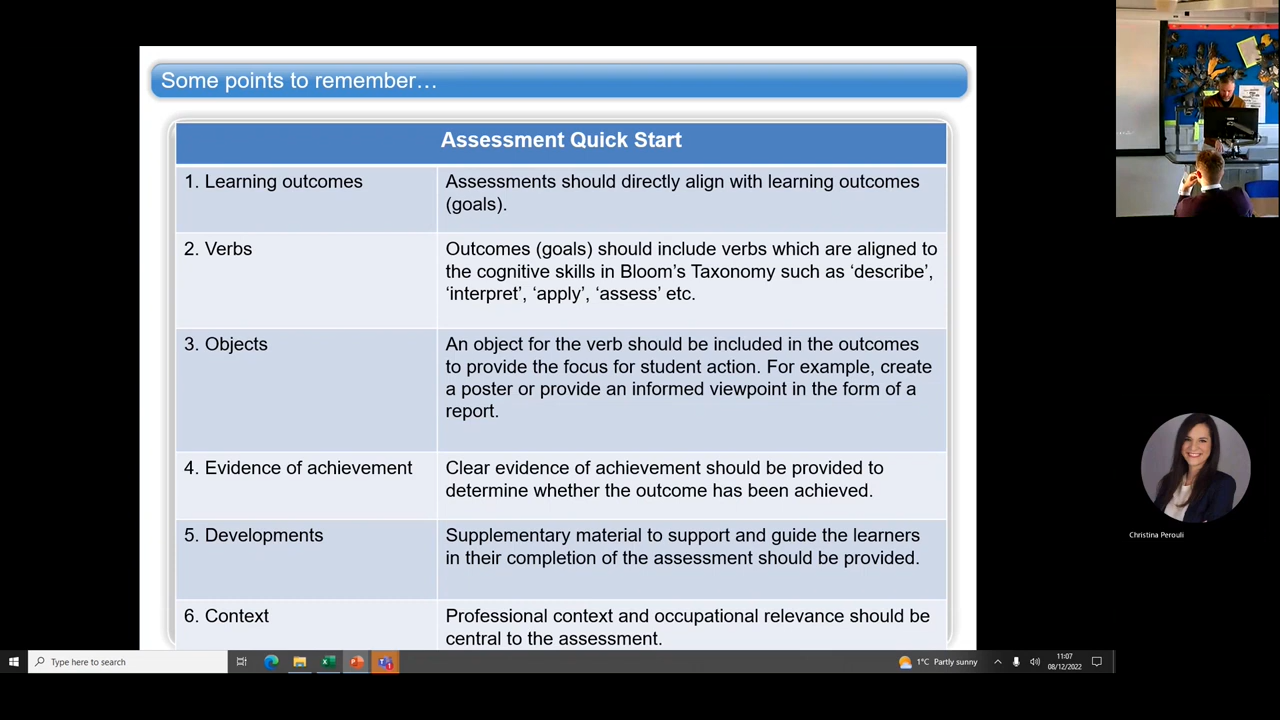 Some points to remember…
Assessment Quick Start
1. Learning outcomes
Assessments should directly align with learning outcomes
(goals).
2. Verbs
Outcomes (goals) should include verbs which are aligned to
the cognitive skills in Bloom’s Taxonomy such as ‘describe’,
‘interpret’, ‘apply’, ‘assess’ etc.
3. Objects
An object for the verb should be included in the outcomes
to provide the focus for student action. For example, create
a poster or provide an informed viewpoint in the form of a
report.
4. Evidence of achievement
Clear evidence of achievement should be provided to
determine whether the outcome has been achieved.
5. Developments
Supplementary material to support and guide the learners
in their completion of the assessment should be provided.
6. Context
Professional context and occupational relevance should be
central to the assessment.
Christina Perouli
Type here to search
1°C Partly sunny
11:07
08/12/2022